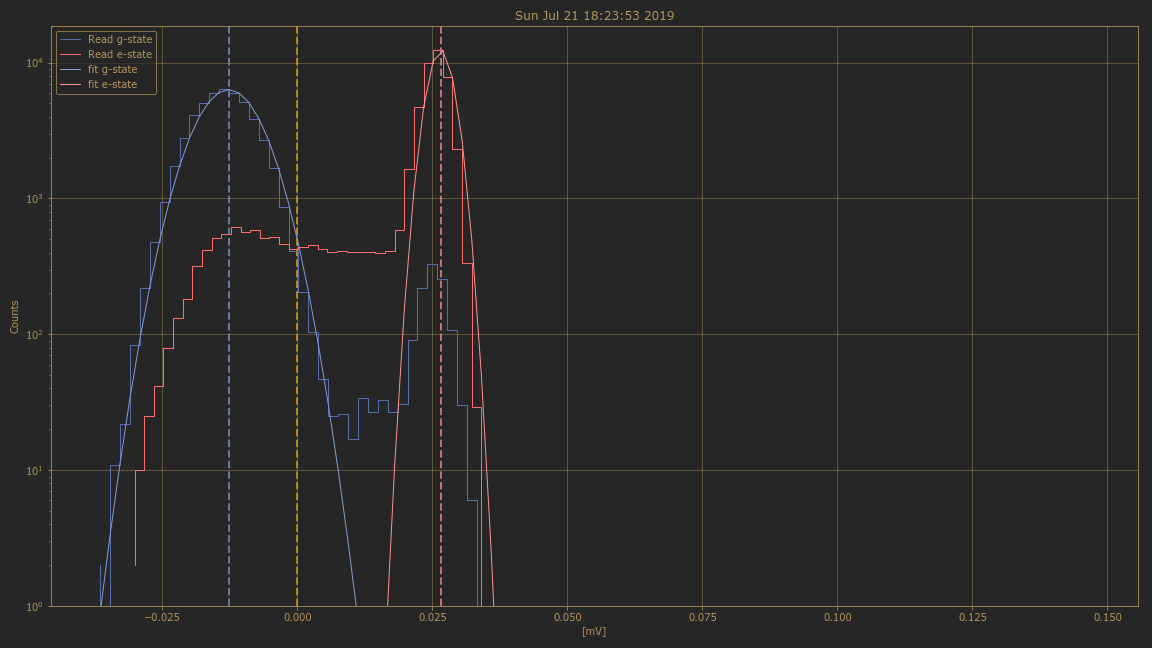 Sun Jul 21 18:23:53 2019
Read g-state
Read e-state
fit g-state
fit e-state
10⁴
10³
10²
10¹
10⁰
Counts
−0.025 0.000 0.025 0.050 0.075 0.100 0.125 0.150
[mV]